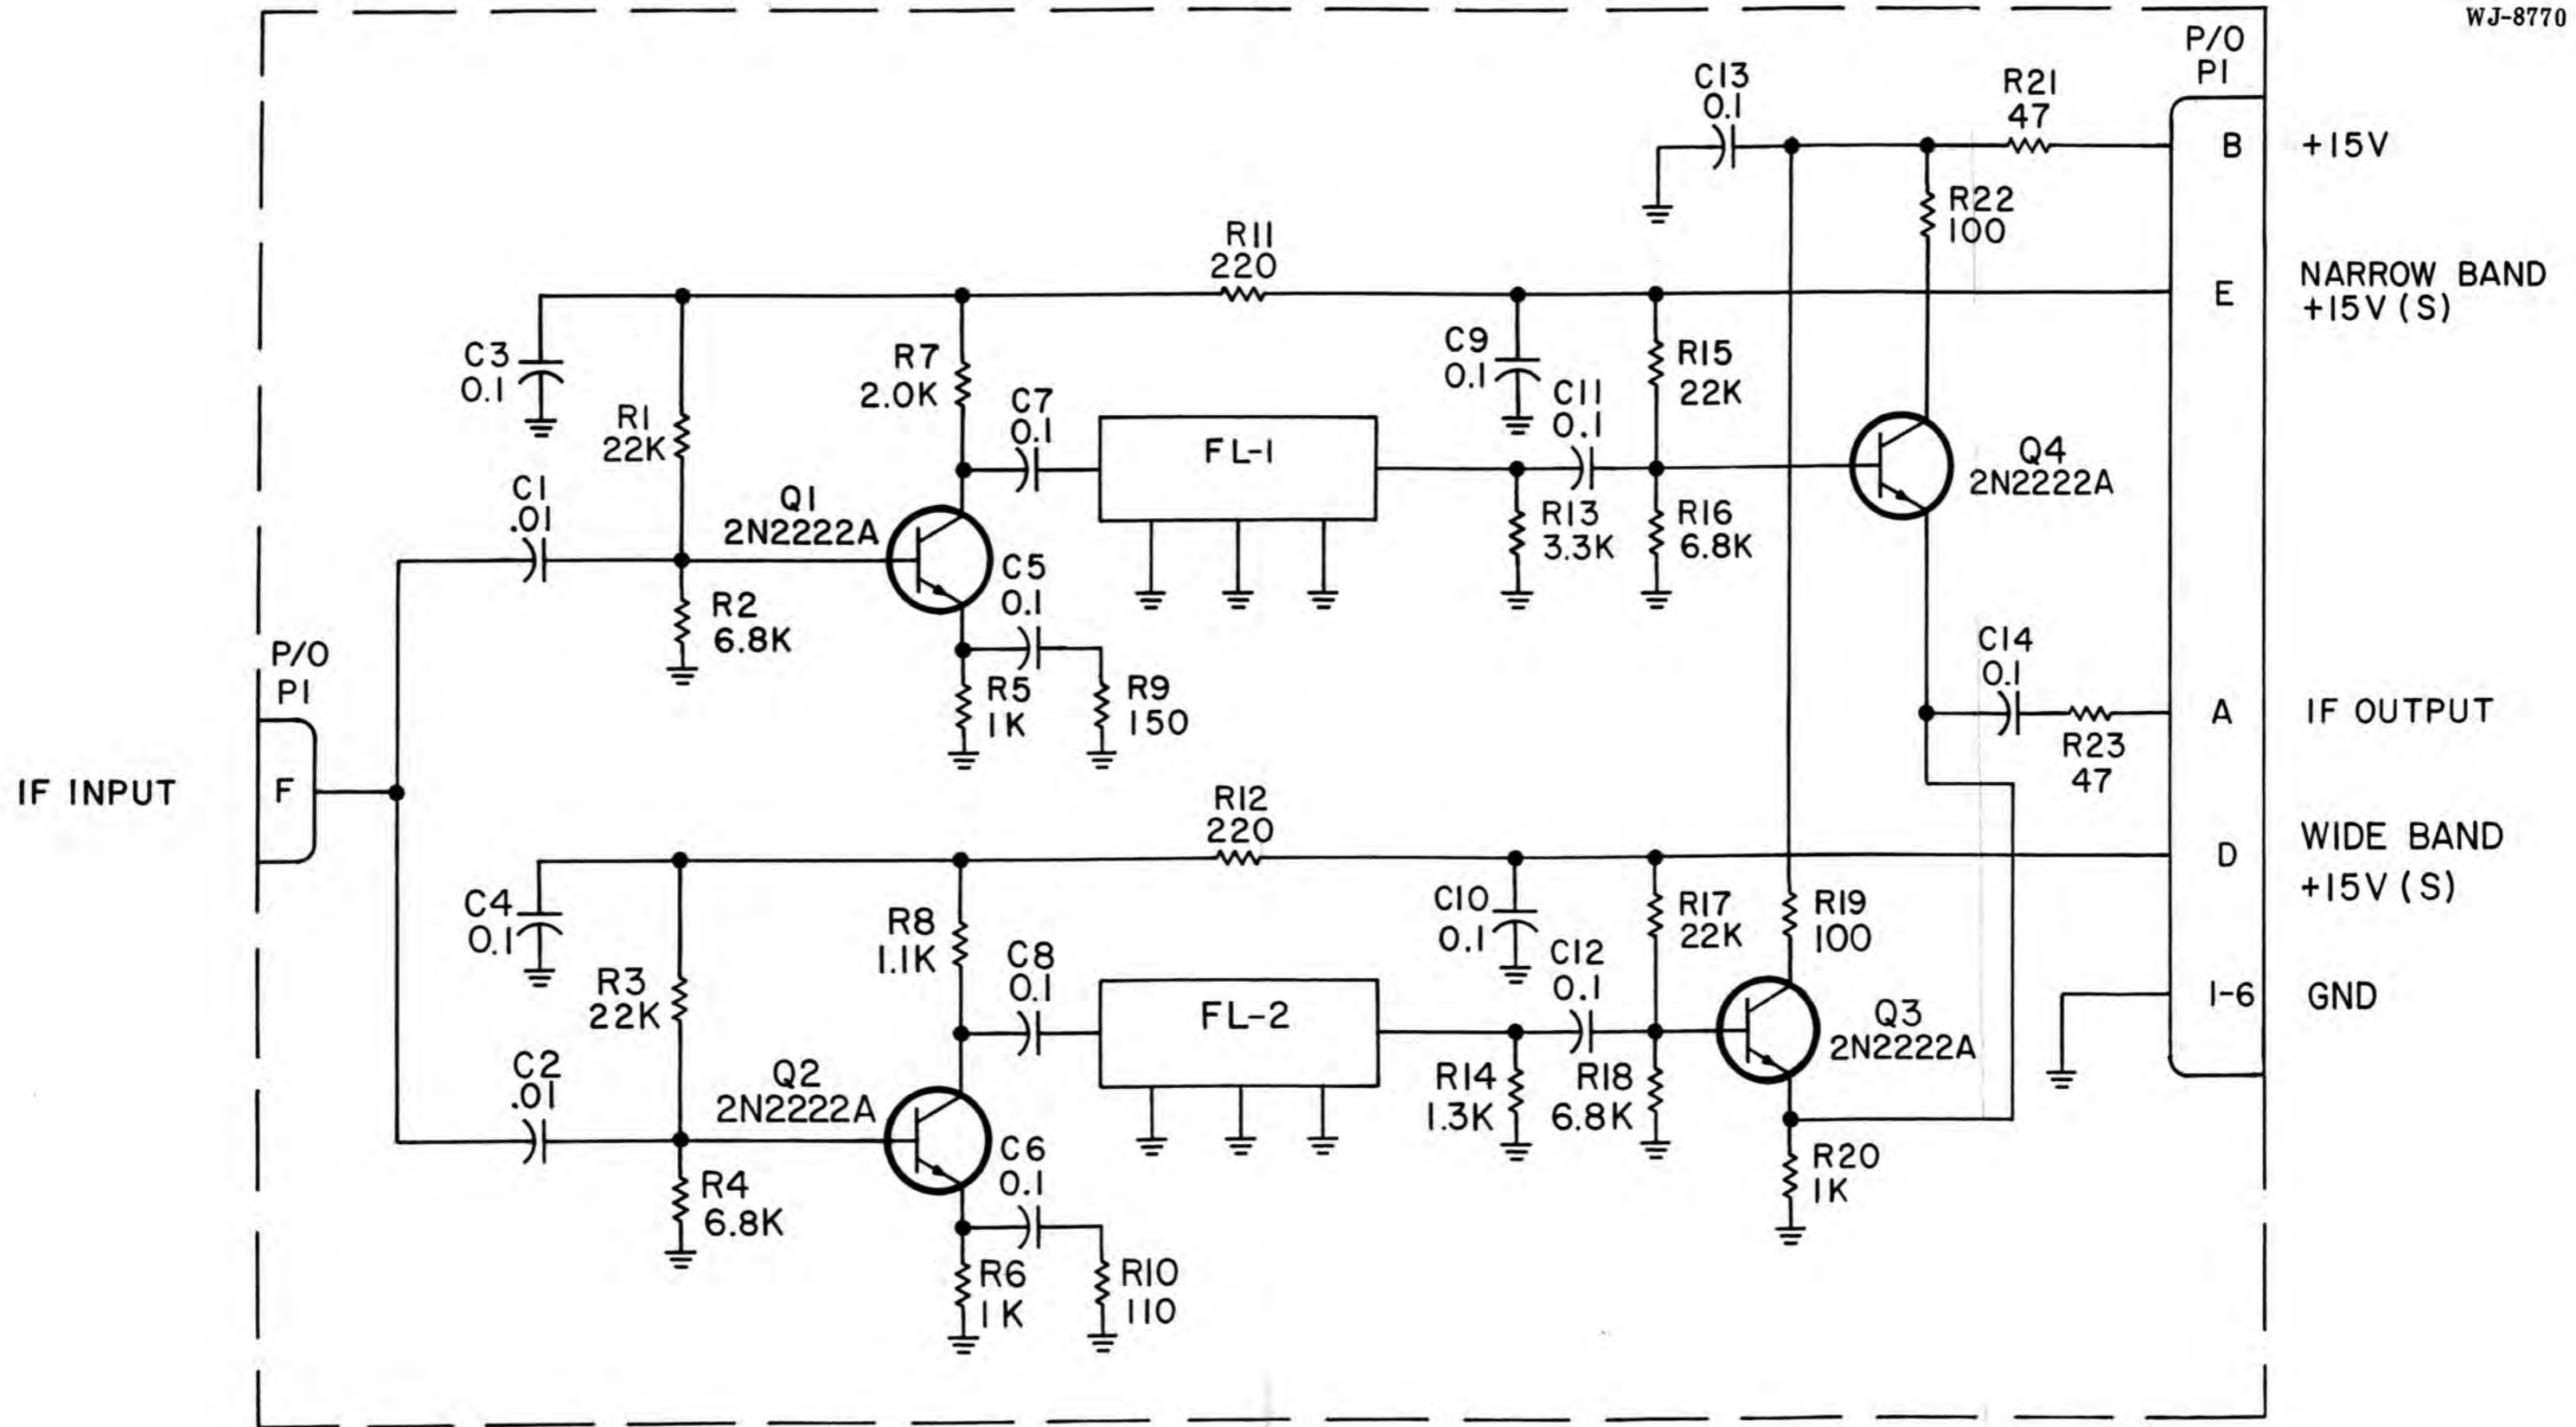 WJ-8770
P/O
P1
C13
0.1
R21
47
B
+15V
R22
100
R11
220
NARROW BAND
+15V (S)
E
C3
0.1
R7
2.0K
C9
0.1
R15
22K
R1
22K
C7
0.1
FL-1
C11
0.1
Q4
2N2222A
C1
.01
Q1
2N2222A
C5
0.1
R13
3.3K
R16
6.8K
R2
6.8K
P/O
P1
R5
1K
R9
150
C14
0.1
A
IF OUTPUT
R23
47
IF INPUT
F
R12
220
WIDE BAND
+15V (S)
D
C4
0.1
R8
1.1K
C10
0.1
R17
22K
R19
100
R3
22K
C8
0.1
FL-2
C12
0.1
1-6
GND
Q3
2N2222A
C2
.01
Q2
2N2222A
R14
1.3K
R18
6.8K
C6
0.1
R4
6.8K
R20
1K
R6
1K
R10
110